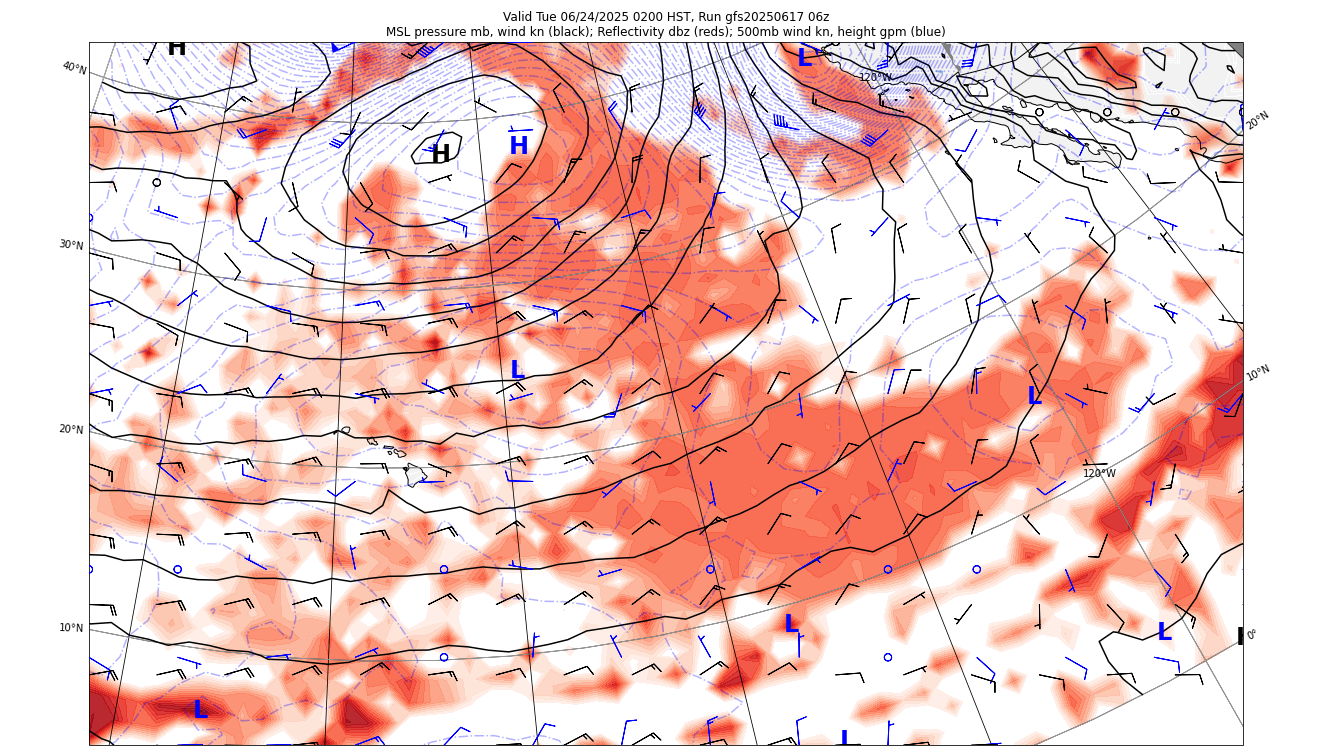 Valid Tue 06/24/2025 0200 HST, Run gfs20250617 06z
MSL pressure mb, wind kn (black); Reflectivity dbz (reds); 500mb wind kn, height gpm (blue)
H
L
40°N
120°W
20°N
H
H
30°N
L
10°N
L
20°N
120°W
10°N
L
L
0°
L
L